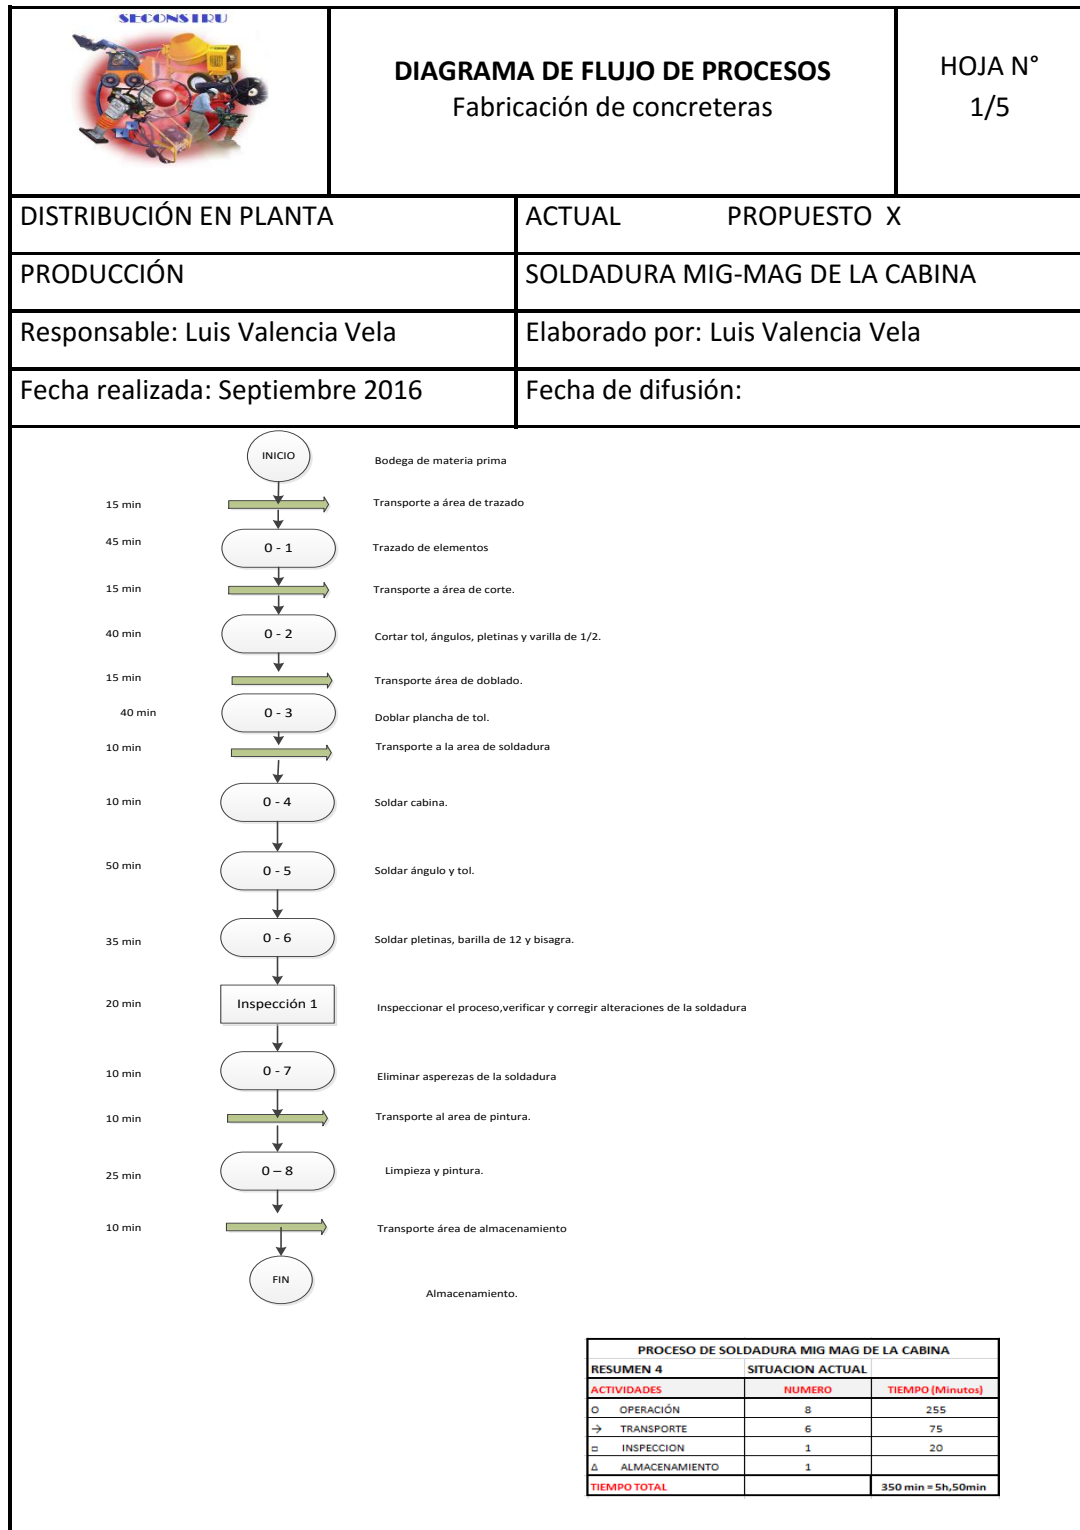 SECONSTRU
DIAGRAMA DE FLUJO DE PROCESOS
Fabricación de concreteras
HOJA N°
1/5
DISTRIBUCIÓN EN PLANTA
ACTUAL PROPUESTO X
PRODUCCIÓN
SOLDADURA MIG-MAG DE LA CABINA
Responsable: Luis Valencia Vela
Elaborado por: Luis Valencia Vela
Fecha realizada: Septiembre 2016
Fecha de difusión:
INICIO Bodega de materia prima
15 min Transporte a área de trazado
45 min 0 - 1 Trazado de elementos
15 min Transporte a área de corte.
40 min 0 - 2 Cortar tol, ángulos, pletinas y varilla de 1/2.
15 min Transporte área de doblado.
40 min 0 - 3 Doblar plancha de tol.
10 min Transporte a la area de soldadura
10 min 0 - 4 Soldar cabina.
50 min 0 - 5 Soldar ángulo y tol.
35 min 0 - 6 Soldar pletinas, barilla de 12 y bisagra.
20 min Inspección 1 Inspeccionar el proceso,verificar y corregir alteraciones de la soldadura
10 min 0 - 7 Eliminar asperezas de la soldadura
10 min Transporte al area de pintura.
25 min 0 – 8 Limpieza y pintura.
10 min Transporte área de almacenamiento
FIN Almacenamiento.
PROCESO DE SOLDADURA MIG MAG DE LA CABINA
RESUMEN 4 SITUACION ACTUAL
ACTIVIDADES NUMERO TIEMPO (Minutos)
O OPERACIÓN 8 255
→ TRANSPORTE 6 75
□ INSPECCION 1 20
Δ ALMACENAMIENTO 1
TIEMPO TOTAL 350 min = 5h,50min